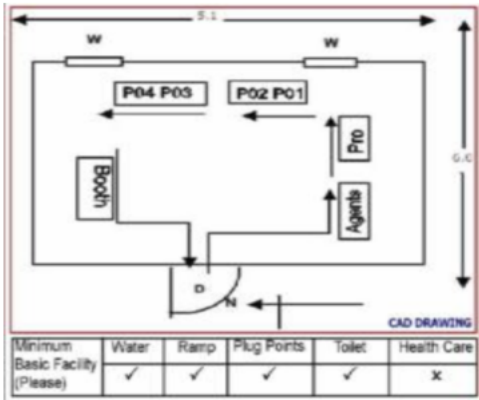 5.1
W W
P04 P03 P02 P01
Pro
6.0
Booth
Agents
D
N
CAD DRAWING
Minimum Basic Facility (Please) Water Ramp Plug Points Toilet Health Care
✓ ✓ ✓ ✓ x